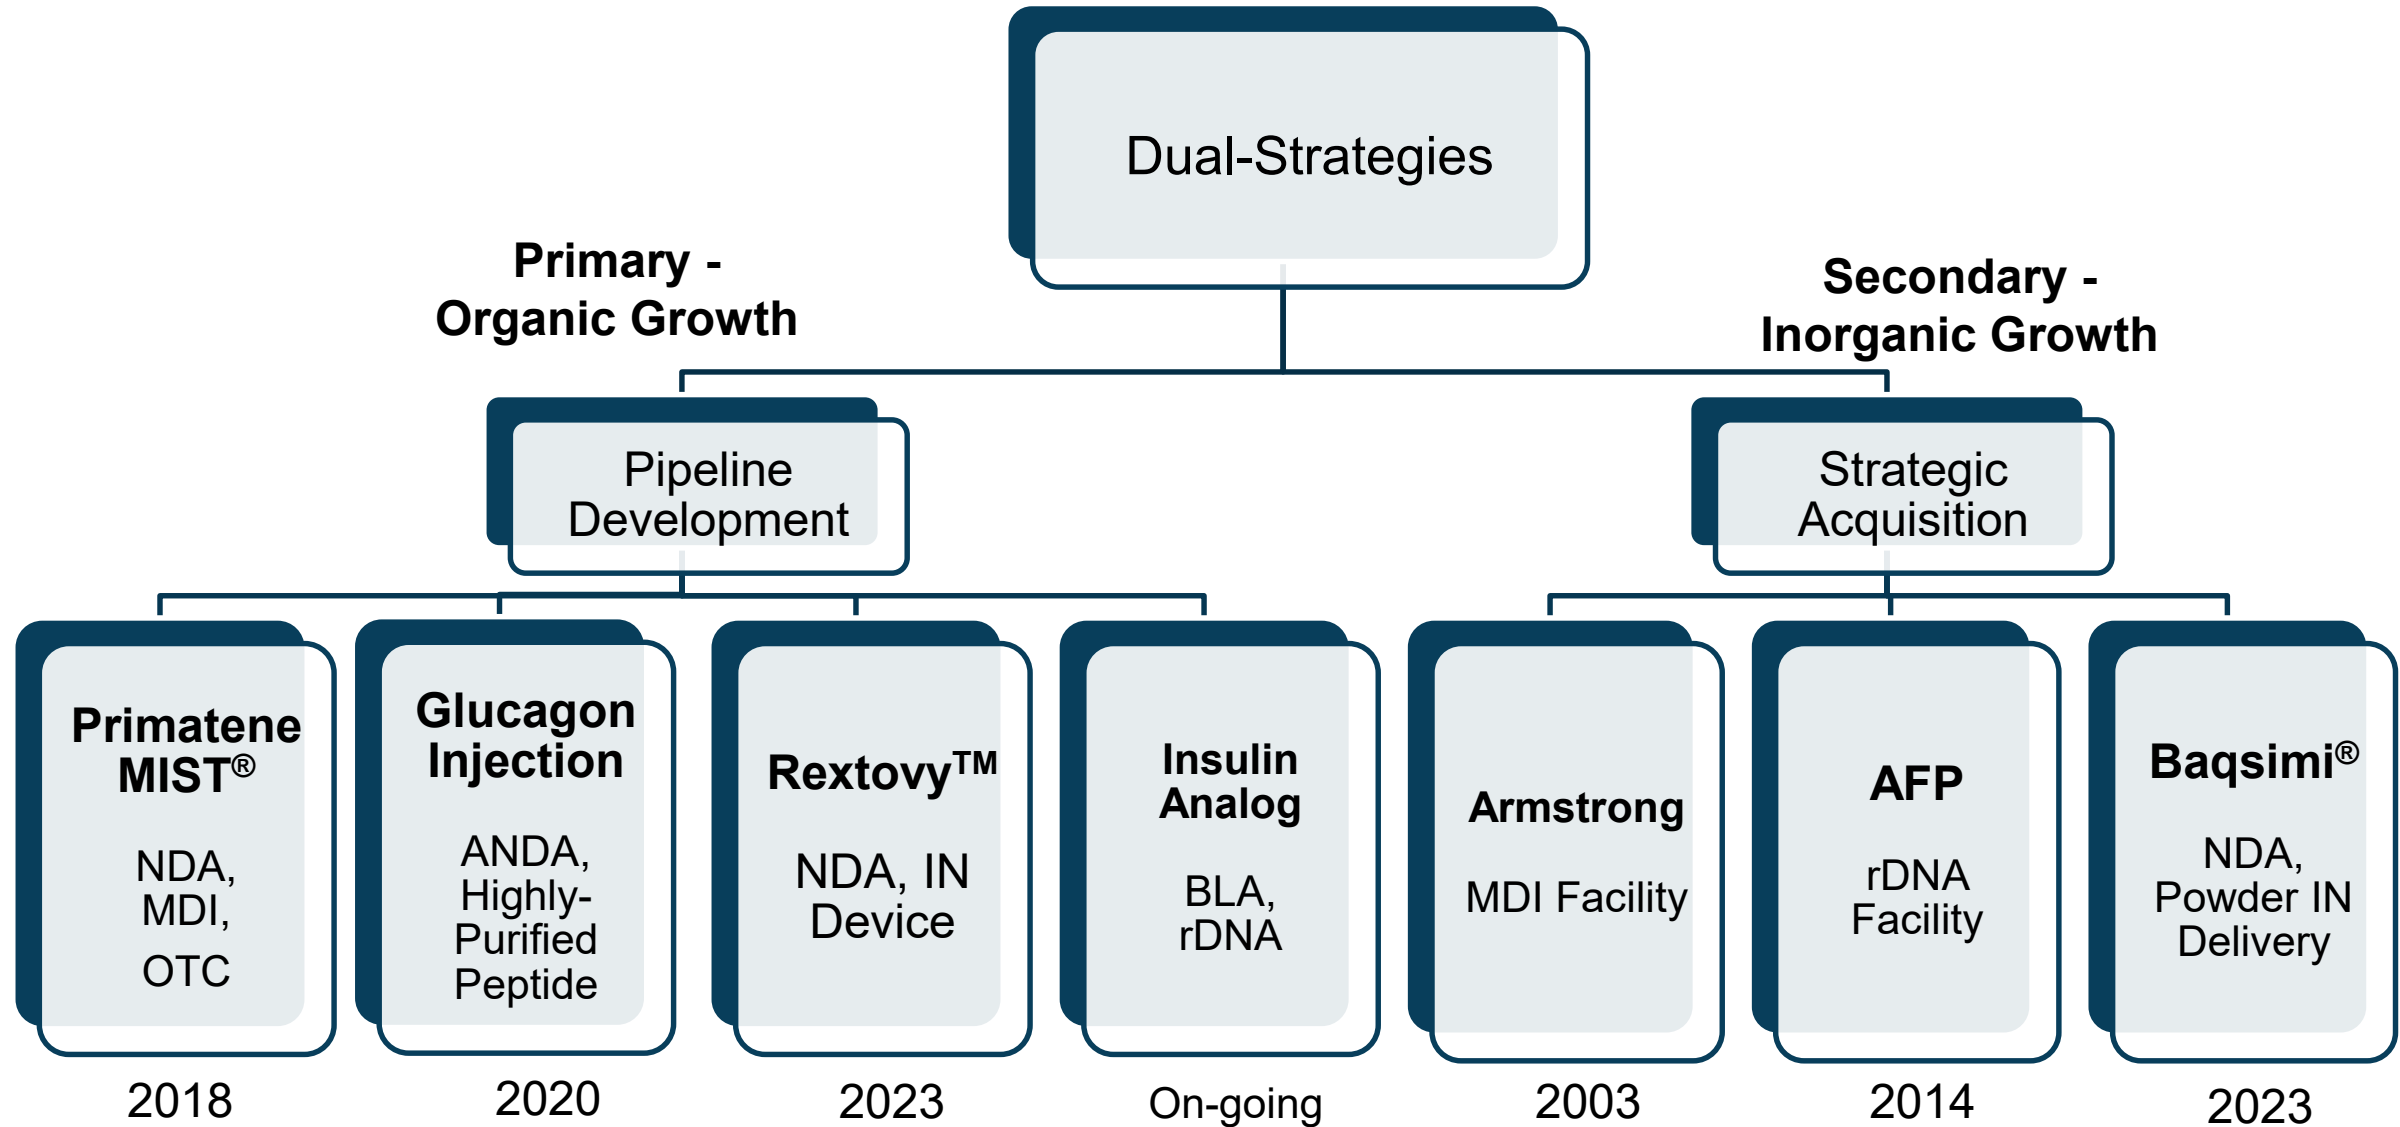 Dual-Strategies
Primary -
Organic Growth
Secondary -
Inorganic Growth
Pipeline
Development
Strategic
Acquisition
Primatene
MIST®
NDA,
MDI,
OTC
2018
Glucagon
Injection
ANDA,
Highly-
Purified
Peptide
2020
Rextovy™
NDA, IN
Device
2023
Insulin
Analog
BLA,
rDNA
On-going
Armstrong
MDI Facility
2003
AFP
rDNA
Facility
2014
Baqsimi®
NDA,
Powder IN
Delivery
2023